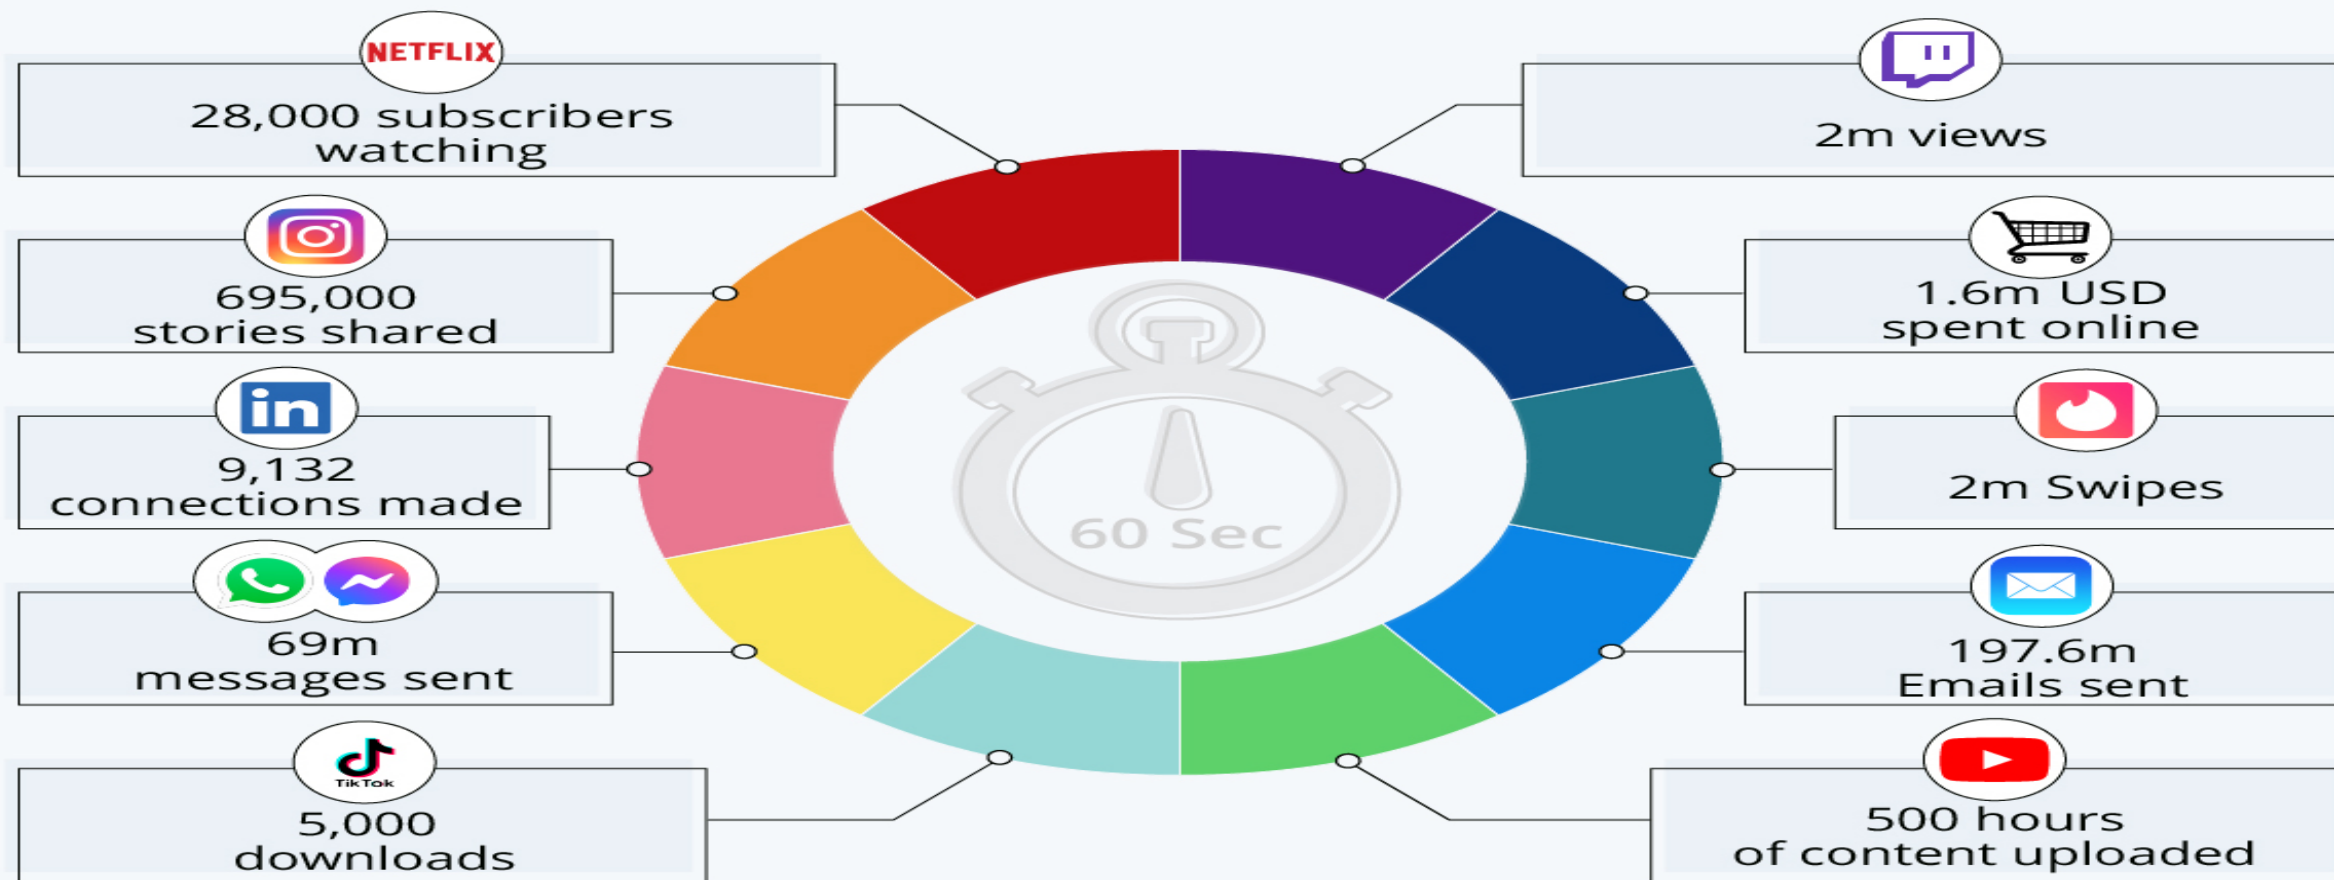 NETFLIX
28,000 subscribers
watching
2m views
695,000
stories shared
1.6m USD
spent online
in
9,132
connections made
2m Swipes
60 Sec
69m
messages sent
197.6m
Emails sent
TikTok
5,000
downloads
500 hours
of content uploaded